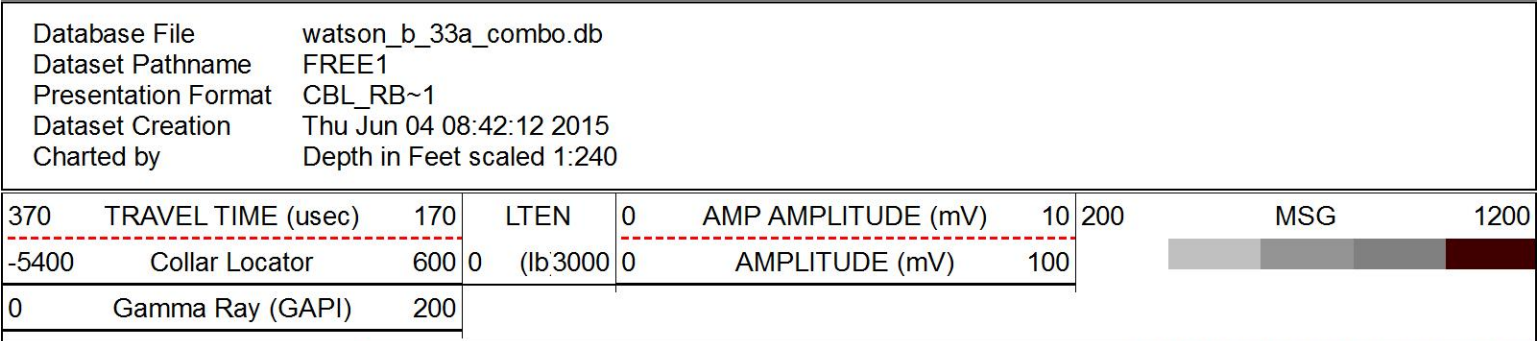 Database File watson_b_33a_combo.db
Dataset Pathname FREE1
Presentation Format CBL_RB~1
Dataset Creation Thu Jun 04 08:42:12 2015
Charted by Depth in Feet scaled 1:240
370 TRAVEL TIME (usec) 170 LTEN 0 AMP AMPLITUDE (mV) 10 200 MSG 1200
-5400 Collar Locator 600 0 (lb 3000 0 AMPLITUDE (mV) 100
0 Gamma Ray (GAPI) 200